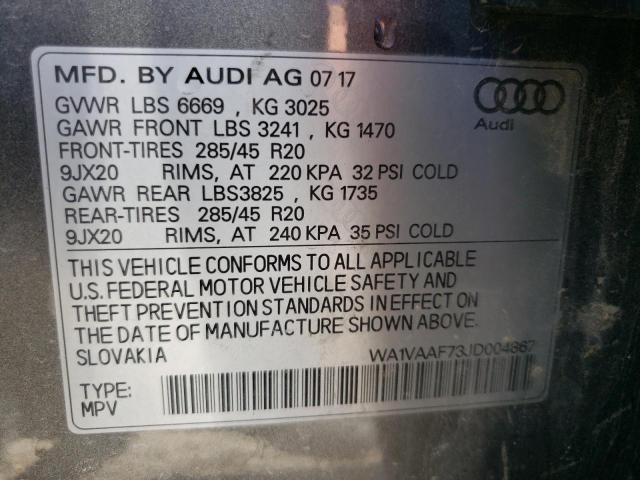 MFD. BY AUDI AG 07 17
GVWR LBS 6669 , KG 3025
GAWR FRONT LBS 3241 , KG 1470
FRONT-TIRES 285/45 R20
9JX20 RIMS, AT 220 KPA 32 PSI COLD
GAWR REAR LBS3825 , KG 1735
REAR-TIRES 285/45 R20
9JX20 RIMS, AT 240 KPA 35 PSI COLD
Audi
THIS VEHICLE CONFORMS TO ALL APPLICABLE
U.S. FEDERAL MOTOR VEHICLE SAFETY AND
THEFT PREVENTION STANDARDS IN EFFECT ON
THE DATE OF MANUFACTURE SHOWN ABOVE
SLOVAKIA WA1VAAF73JD004867
TYPE:
MPV